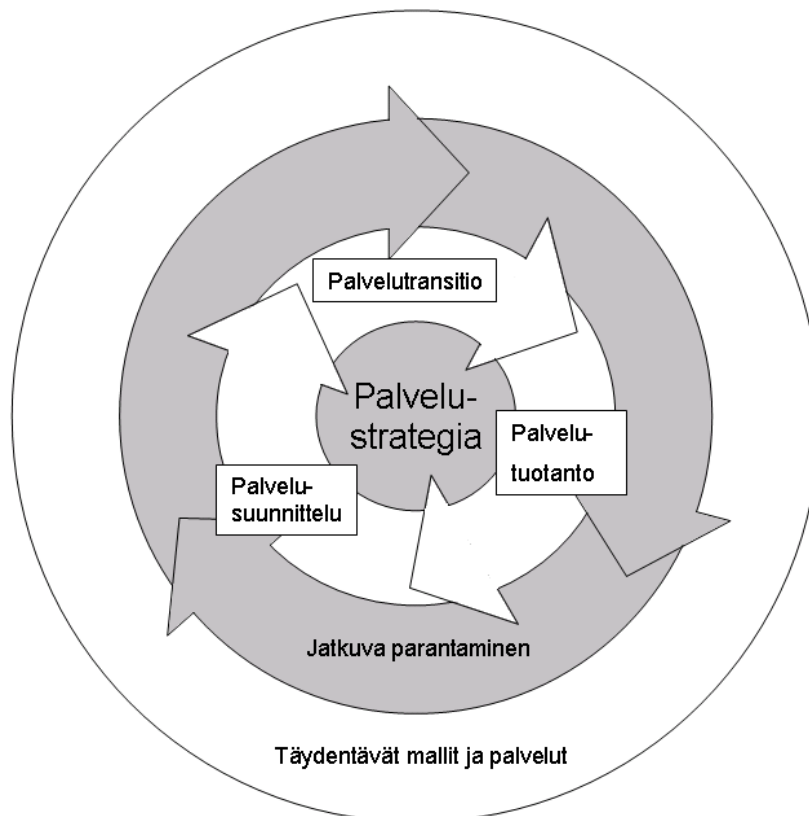 Palvelutransitio
Palvelu-
strategia
Palvelu-
tuotanto
Palvelu-
suunnittelu
Jatkuva parantaminen
Täydentävät mallit ja palvelut